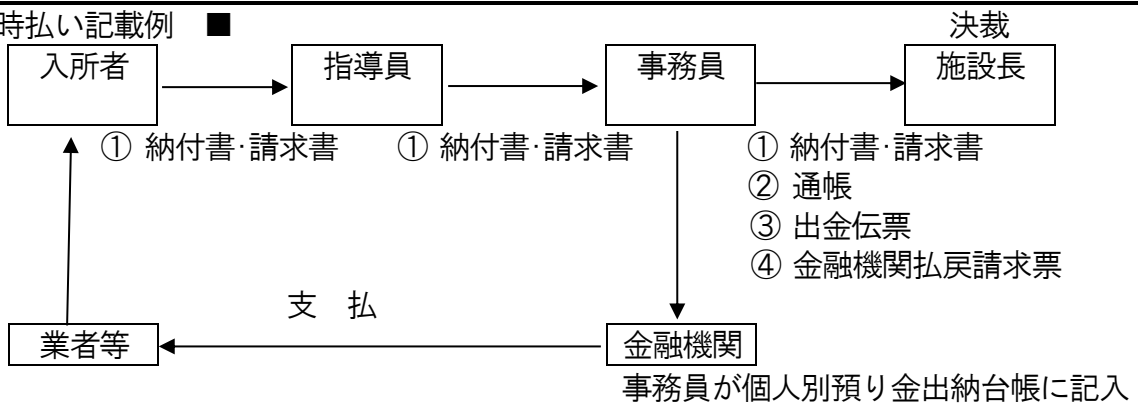 時払い記載例 ■ 決裁
入所者 指導員 事務員 施設長
① 納付書・請求書 ① 納付書・請求書 ① 納付書・請求書
② 通帳
③ 出金伝票
④ 金融機関払戻請求票
支 払
業者等 金融機関
事務員が個人別預り金出納台帳に記入